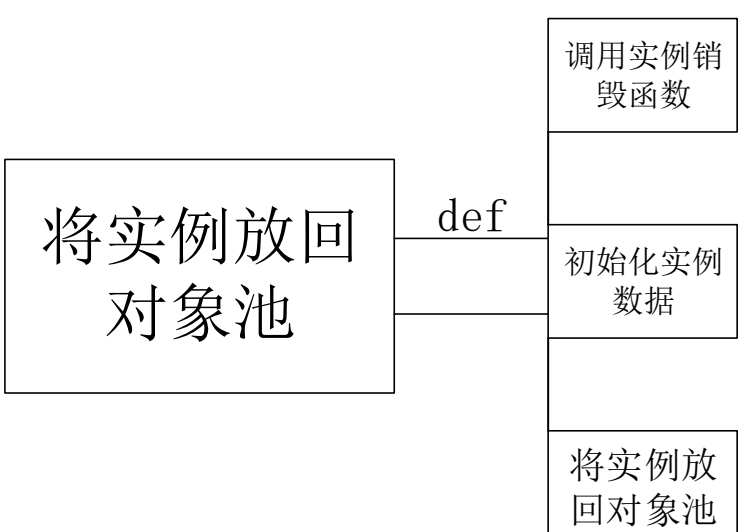 调用实例销
毁函数
将实例放回
对象池
def
初始化实例
数据
将实例放
回对象池